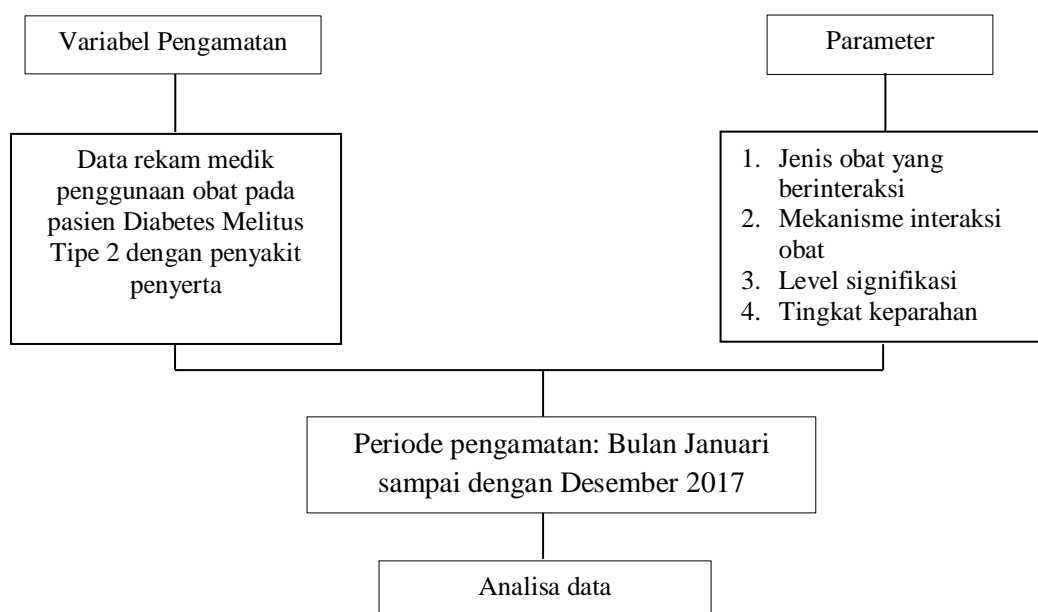 Variabel Pengamatan
Parameter
Data rekam medik
penggunaan obat pada
pasien Diabetes Melitus
Tipe 2 dengan penyakit
penyerta
1. Jenis obat yang
berinteraksi
2. Mekanisme interaksi
obat
3. Level signifikasi
4. Tingkat keparahan
Periode pengamatan: Bulan Januari
sampai dengan Desember 2017
Analisa data